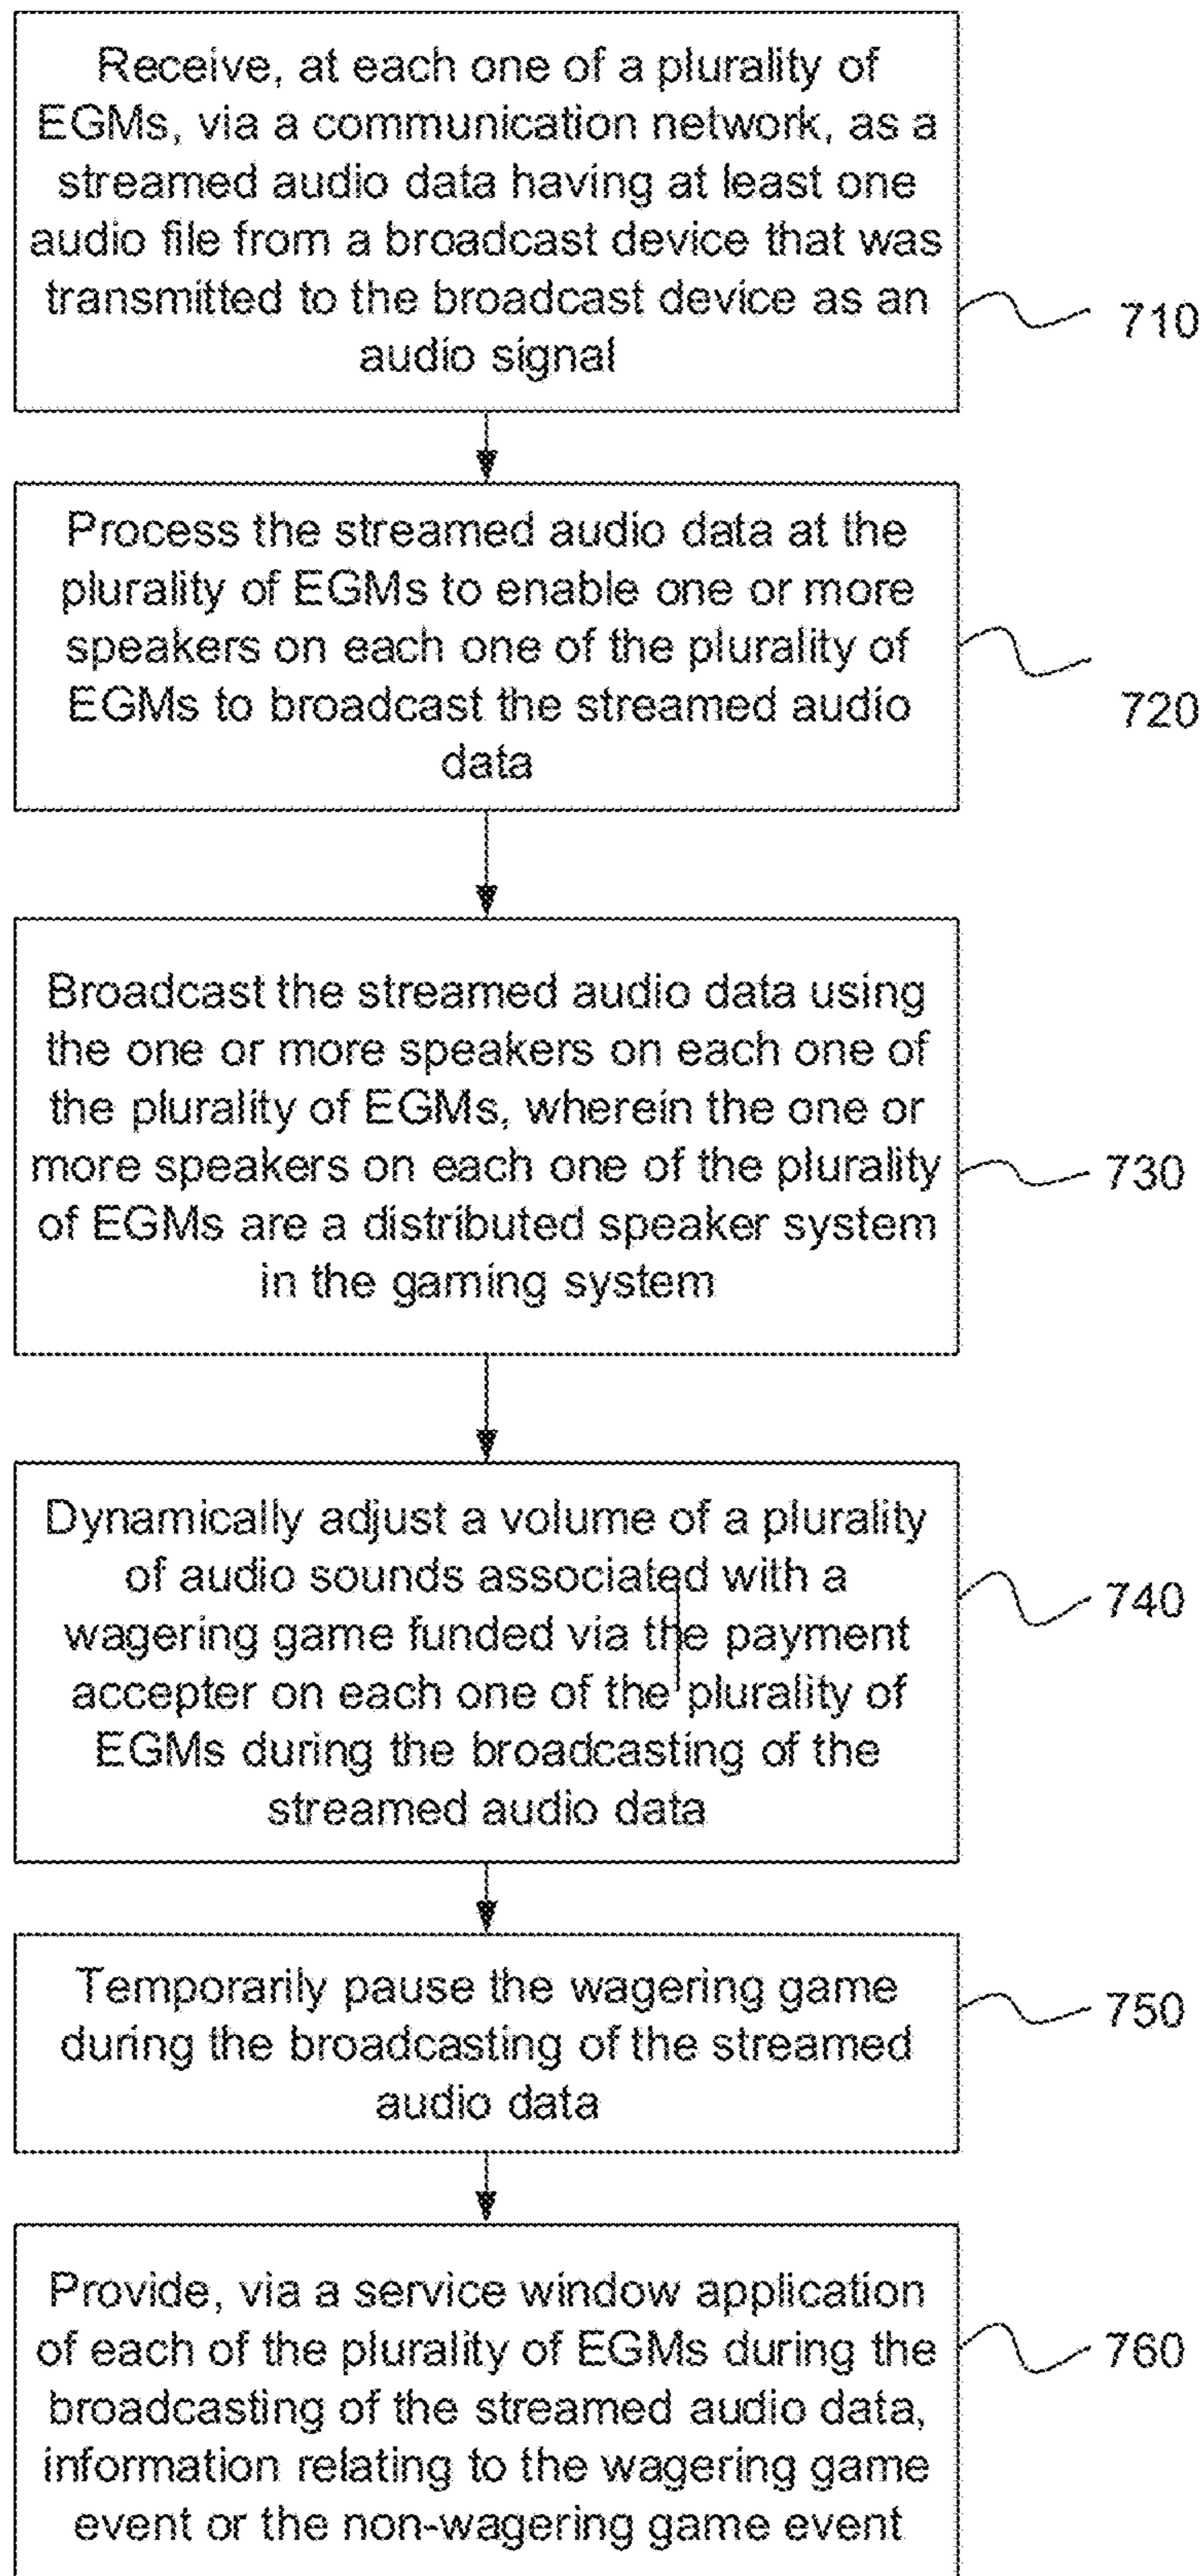 Receive, at each one of a plurality of
EGMs, via a communication network, as a
streamed audio data having at least one
audio file from a broadcast device that was
transmitted to the broadcast device as an
audio signal
710
Process the streamed audio data at the
plurality of EGMs to enable one or more
speakers on each one of the plurality of
EGMs to broadcast the streamed audio
data
720
Broadcast the streamed audio data using
the one or more speakers on each one of
the plurality of EGMs, wherein the one or
more speakers on each one of the plurality
of EGMs are a distributed speaker system
in the gaming system
730
Dynamically adjust a volume of a plurality
of audio sounds associated with a
wagering game funded via the payment
accepter on each one of the plurality of
EGMs during the broadcasting of the
streamed audio data
740
Temporarily pause the wagering game
during the broadcasting of the streamed
audio data
750
Provide, via a service window application
of each of the plurality of EGMs during the
broadcasting of the streamed audio data,
information relating to the wagering game
event or the non-wagering game event
760